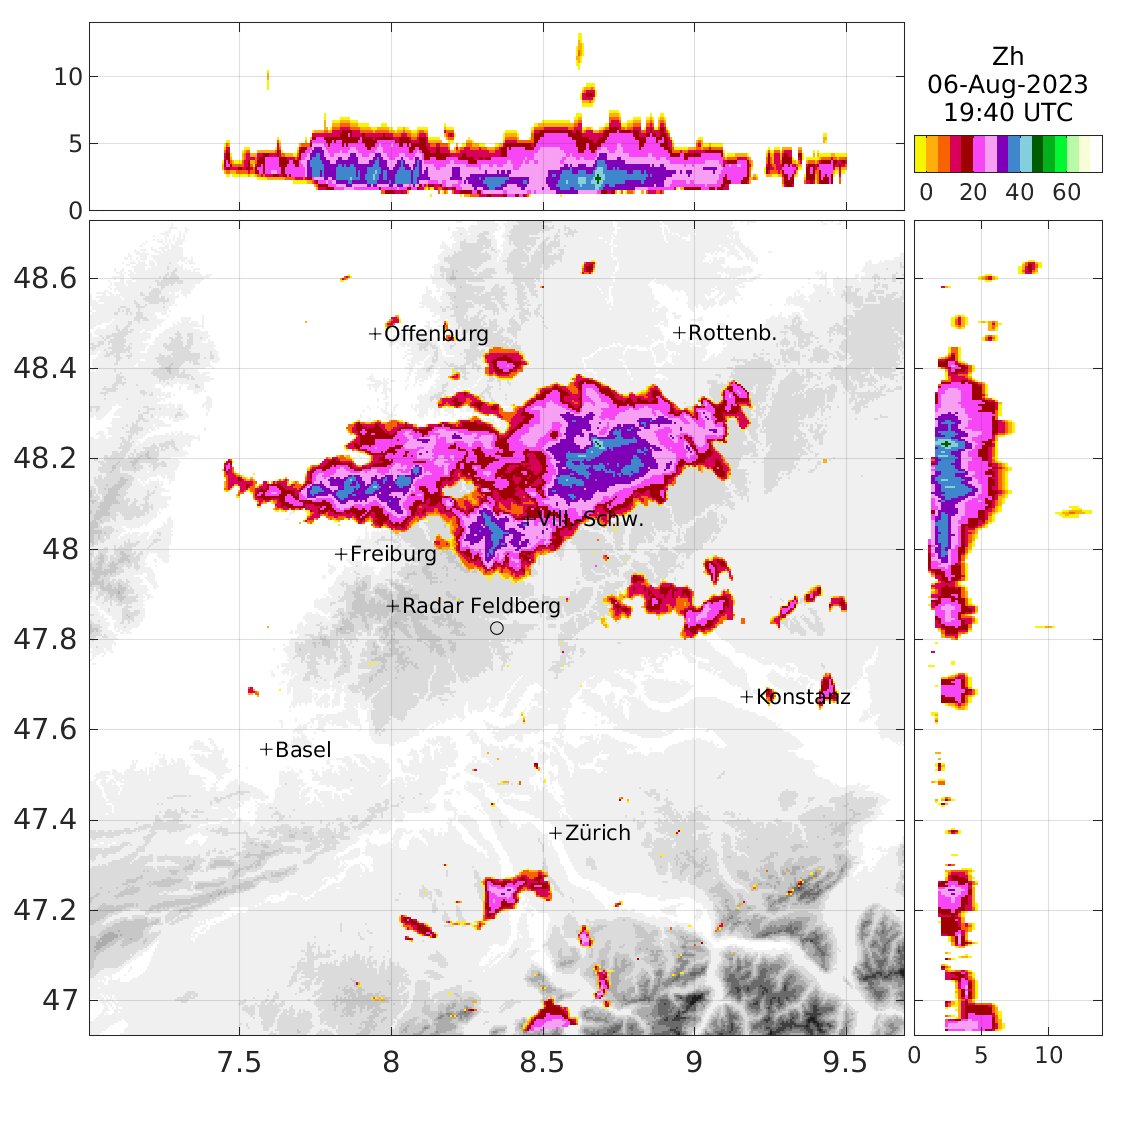 10
5
0
Zh
06-Aug-2023
19:40 UTC
0 20 40 60
48.6
48.4
48.2
48
47.8
47.6
47.4
47.2
47
+Offenburg
+Rottenb.
+Vill.-Schw.
+Freiburg
+Radar Feldberg
+Konstanz
+Basel
+Zürich
7.5 8 8.5 9 9.5
0 5 10